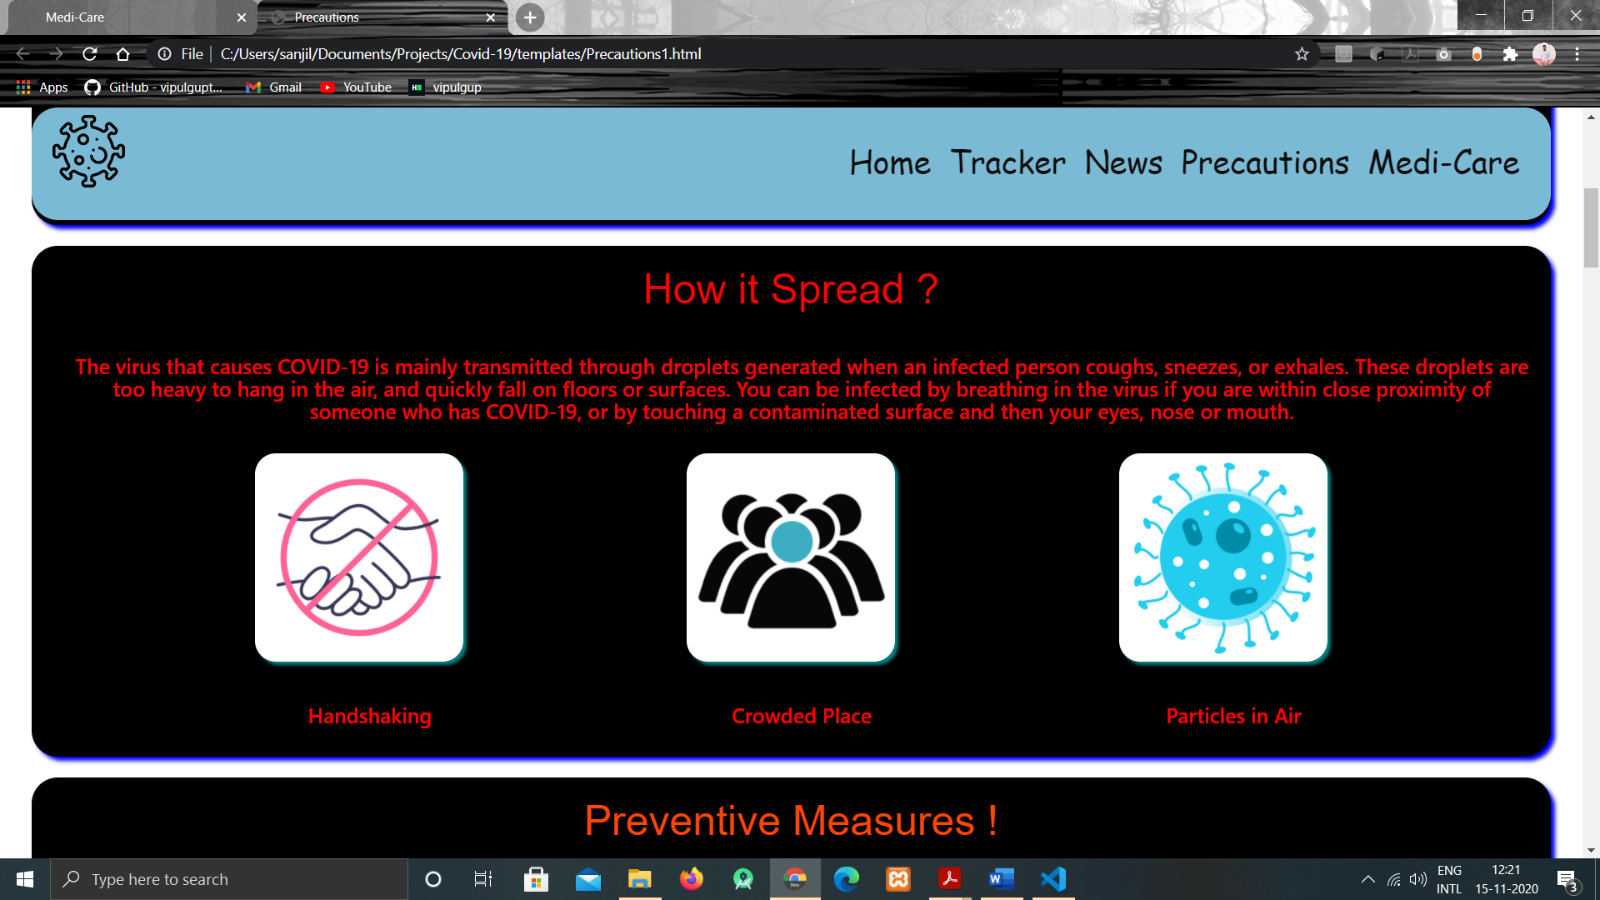 Medi-Care
Precautions
File | C:/Users/sanjil/Documents/Projects/Covid-19/templates/Precautions1.html
Apps GitHub - vipulgupt... Gmail YouTube vipulgup
Home Tracker News Precautions Medi-Care
How it Spread ?
The virus that causes COVID-19 is mainly transmitted through droplets generated when an infected person coughs, sneezes, or exhales. These droplets are
too heavy to hang in the air, and quickly fall on floors or surfaces. You can be infected by breathing in the virus if you are within close proximity of
someone who has COVID-19, or by touching a contaminated surface and then your eyes, nose or mouth.
Handshaking Crowded Place Particles in Air
Preventive Measures !
Type here to search
ENG
INTL
12:21
15-11-2020
3